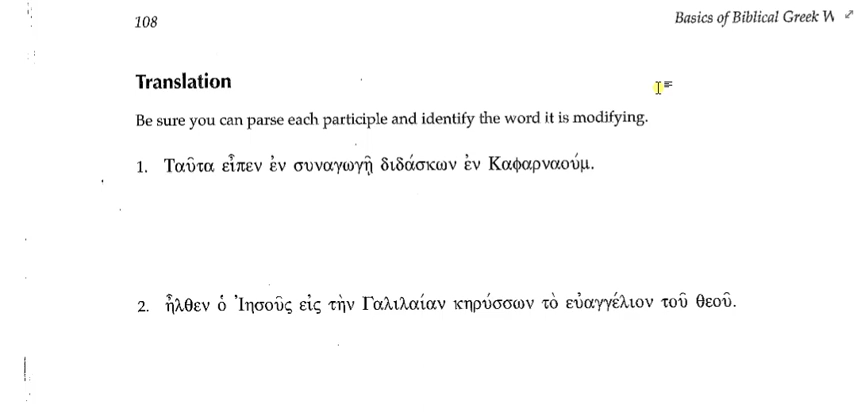 108
Basics of Biblical Greek
Translation
Be sure you can parse each participle and identify the word it is modifying.
1. Ταῦτα εἶπεν ἐν συναγωγῇ διδάσκων ἐν Καφαρναούμ.
2. ἦλθεν ὁ Ἰησοῦς εἰς τὴν Γαλιλαίαν κηρύσσων τὸ εὐαγγέλιον τοῦ θεοῦ.